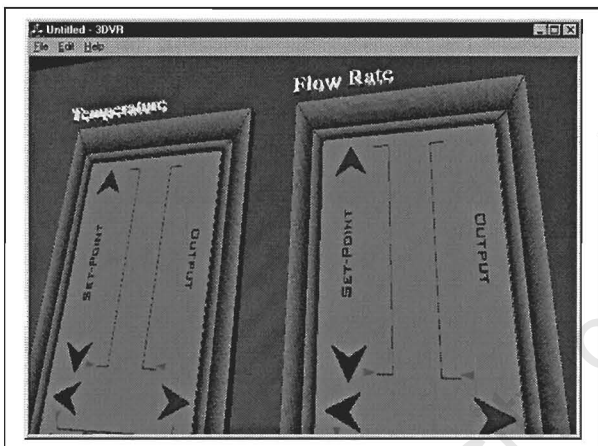 Untitled - 3DVR
File Edit Help
Temperature
Flow Rate
SET-POINT
OUTPUT
SET-POINT
OUTPUT